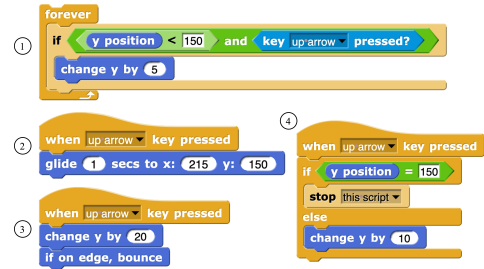 forever
① if y position < 150 and key up arrow pressed?
change y by 5
② when up arrow key pressed
glide 1 secs to x: 215 y: 150
③ when up arrow key pressed
change y by 20
if on edge, bounce
④ when up arrow key pressed
if y position = 150
stop this script
else
change y by 10